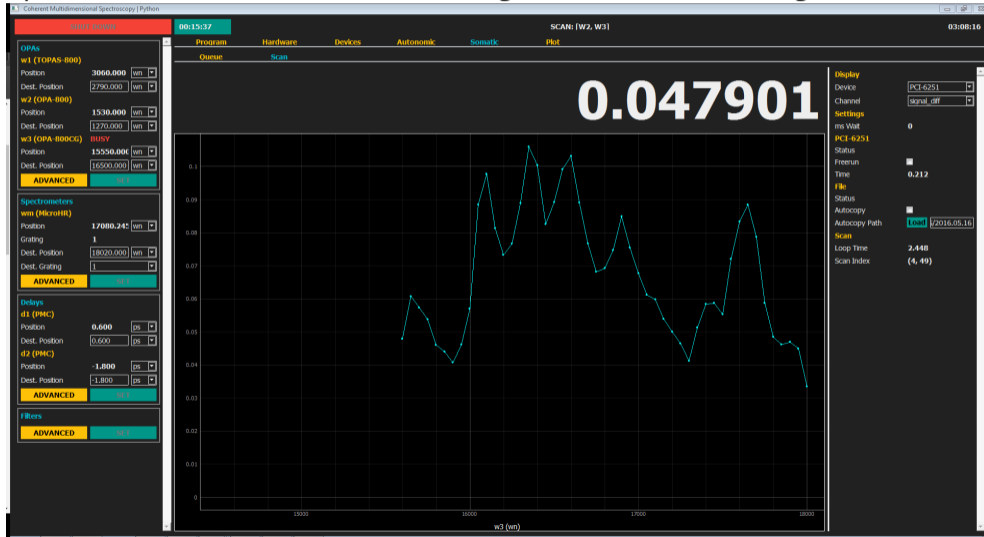 Coherent Multidimensional Spectroscopy | Python
00:15:37
SCAN: [W2, W3]
03:08:16
Program Hardware Devices Autonomic Somatic Plot
Queue Scan
OPAs
w1 (TOPAS-800)
Position 3060.000 wn
Dest. Position 2790.000 wn
w2 (OPA-800)
Position 1530.000 wn
Dest. Position 1270.000 wn
w3 (OPA-800CG) BUSY
Position 15550.000 wn
Dest. Position 16500.000 wn
ADVANCED SET
Spectrometers
wm (MicroHR)
Position 17080.245 wn
Grating 1
Dest. Position 18020.000 wn
Dest. Grating 1
ADVANCED SET
Delays
d1 (PMC)
Position 0.600 ps
Dest. Position 0.600 ps
d2 (PMC)
Position -1.800 ps
Dest. Position -1.800 ps
ADVANCED SET
Filters
ADVANCED SET
0.047901
0.1
0.09
0.08
0.07
0.06
0.05
0.04
0.03
0.02
0.01
0
15000 16000 17000 18000
w3 (wn)
Display
Device PCI-6251
Channel signal_diff
Settings
ms Wait 0
PCI-6251
Status
Freerun
Time 0.212
File
Status
Autocopy
Autocopy Path Load /2016.05.16
Scan
Loop Time 2.448
Scan Index (4, 49)